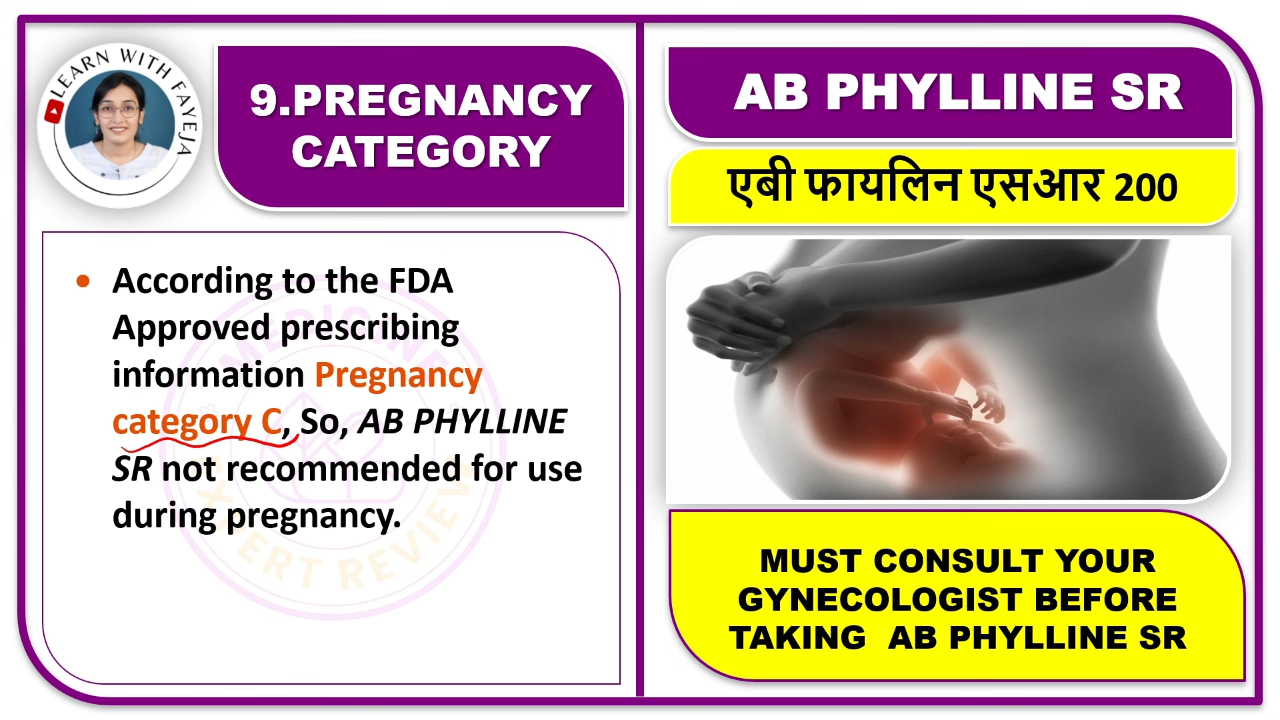 LEARN WITH FAYEJA
9.PREGNANCY
CATEGORY
• According to the FDA
Approved prescribing
information Pregnancy
category C, So, AB PHYLLINE
SR not recommended for use
during pregnancy.
EXPERT REVIEW
AB PHYLLINE SR
एबी फायलिन एसआर 200
MUST CONSULT YOUR
GYNECOLOGIST BEFORE
TAKING  AB PHYLLINE SR